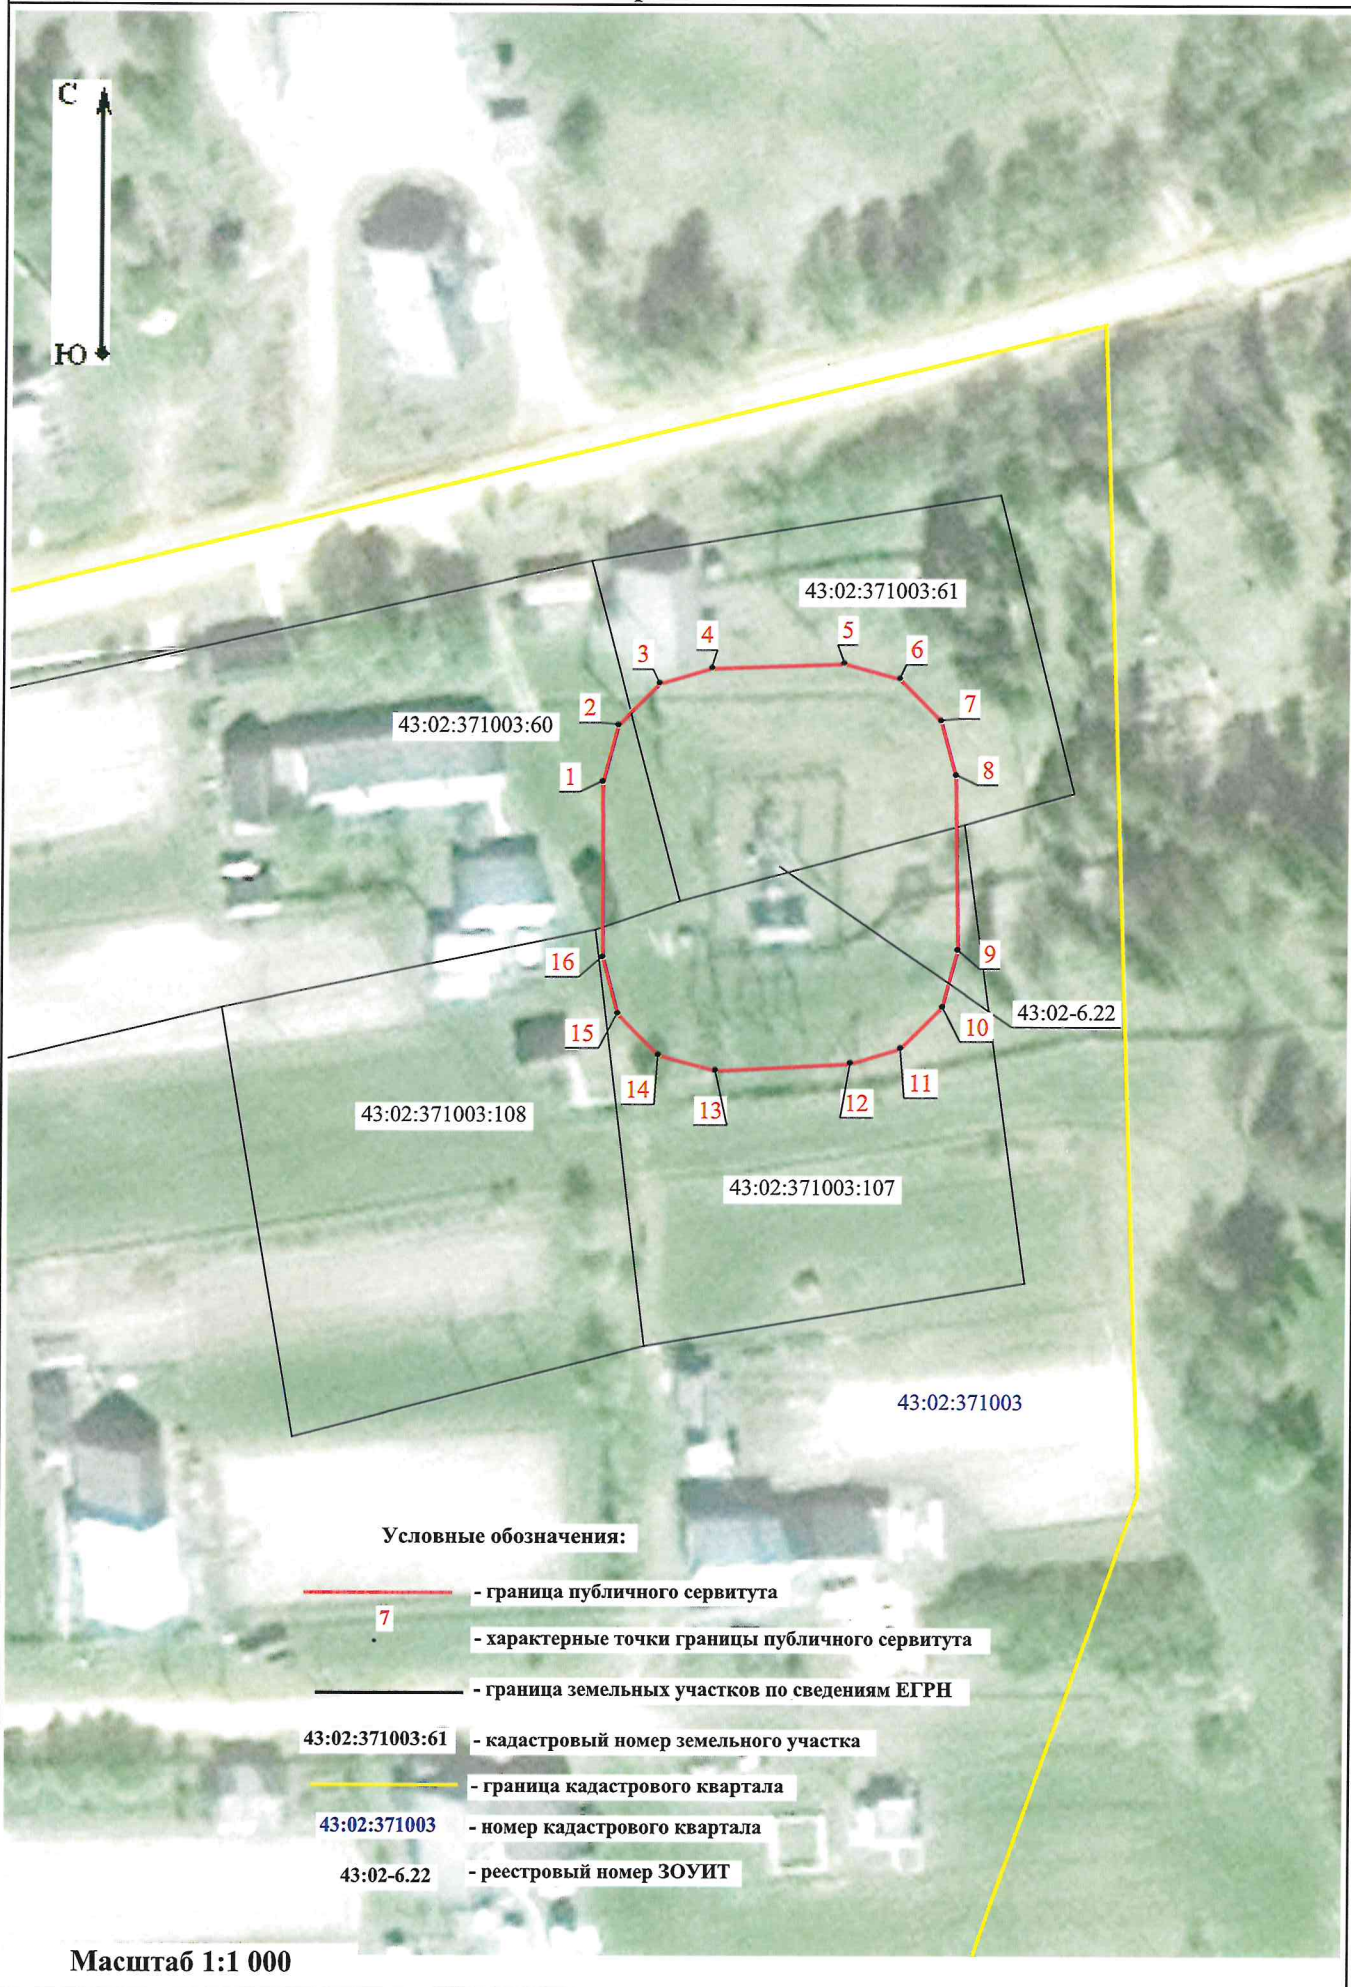 С
Ю
43:02:371003:61
5
4
6
3
7
2
43:02:371003:60
8
1
9
16
43:02-6.22
10
15
11
14
12
13
43:02:371003:108
43:02:371003:107
43:02:371003
Условные обозначения:
- граница публичного сервитута
7
- характерные точки границы публичного сервитута
- граница земельных участков по сведениям ЕГРН
43:02:371003:61 - кадастровый номер земельного участка
- граница кадастрового квартала
43:02:371003 - номер кадастрового квартала
43:02-6.22 - реестровый номер ЗОУИТ
Масштаб 1:1 000